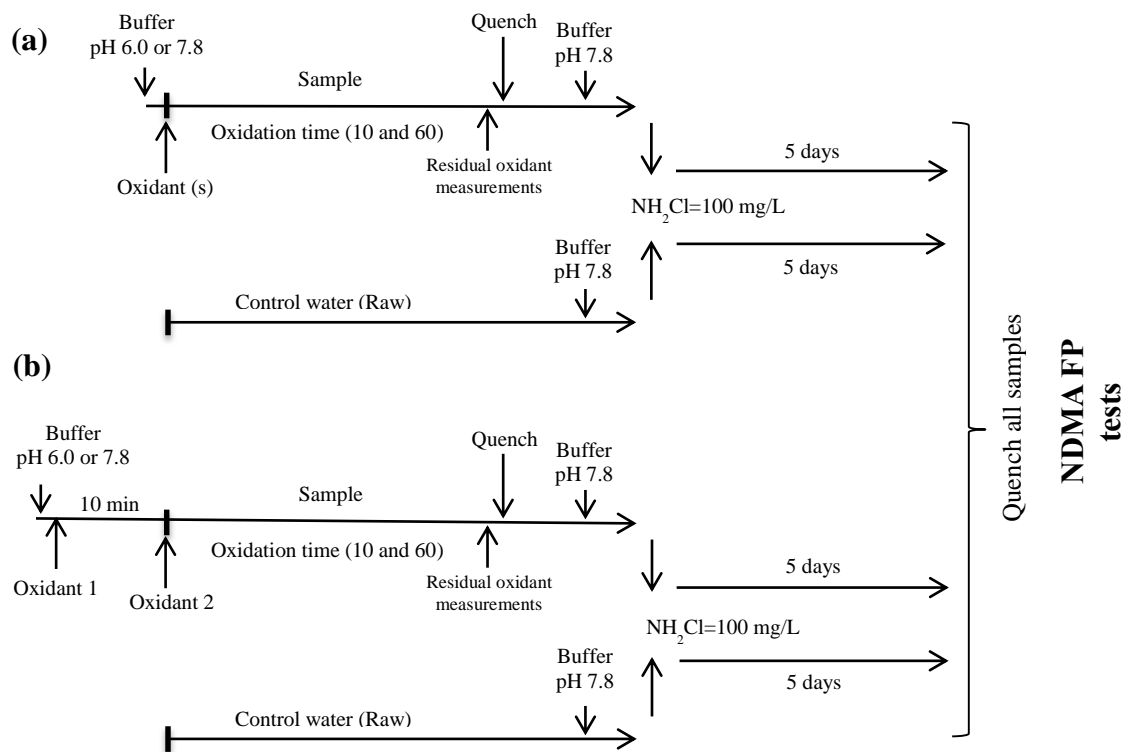 (a)
Buffer
pH 6.0 or 7.8
Quench
Buffer
pH 7.8
Sample
Oxidation time (10 and 60)
Oxidant (s)
Residual oxidant
measurements
5 days
NH2Cl=100 mg/L
5 days
Buffer
pH 7.8
Control water (Raw)
(b)
Buffer
pH 6.0 or 7.8
10 min
Quench
Buffer
pH 7.8
Sample
Oxidation time (10 and 60)
Oxidant 1
Oxidant 2
Residual oxidant
measurements
5 days
NH2Cl=100 mg/L
5 days
Buffer
pH 7.8
Control water (Raw)
Quench all samples
NDMA FP
tests